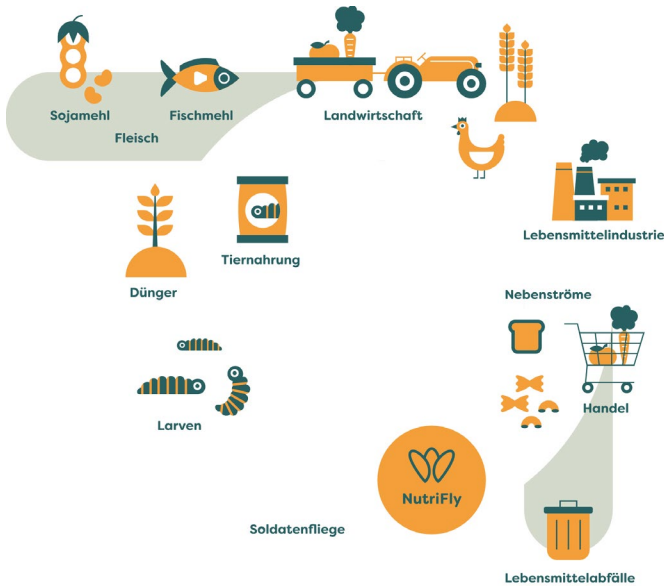 Sojamehl
Fischmehl
Landwirtschaft
Fleisch
Lebensmittelindustrie
Tiernahrung
Dünger
Nebenströme
Handel
Larven
NutriFly
Soldatenfliege
Lebensmittelabfälle